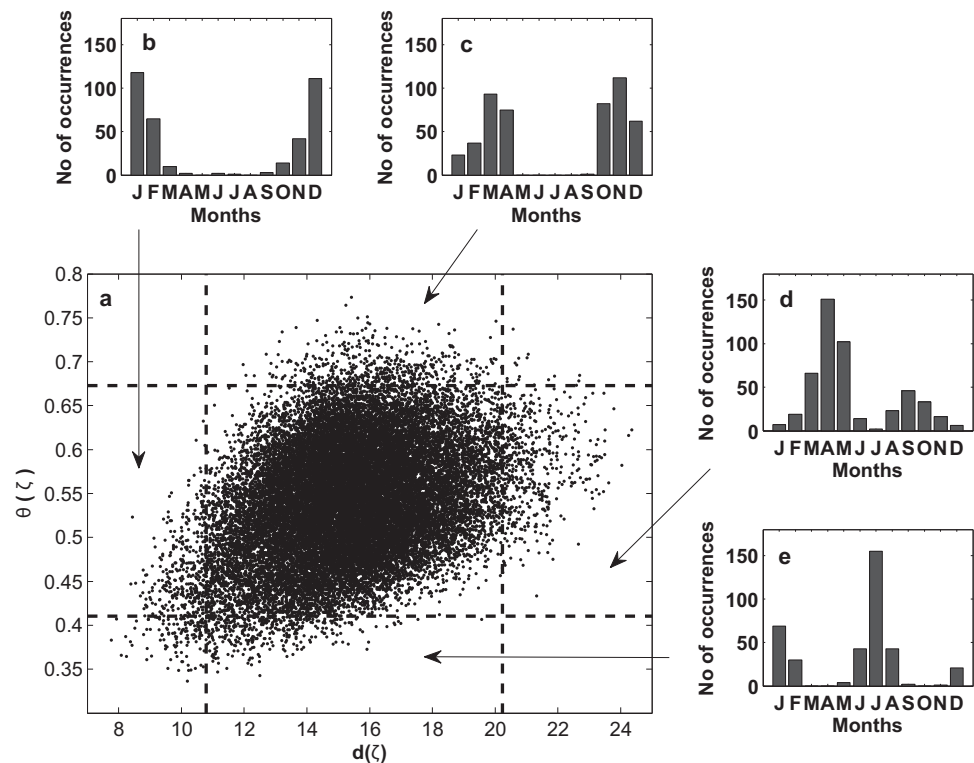 b
No of occurrences
150
100
50
0
J F M A M J J A S O N D
Months
c
No of occurrences
150
100
50
0
J F M A M J J A S O N D
Months
a
θ(ζ)
0.8
0.75
0.7
0.65
0.6
0.55
0.5
0.45
0.4
0.35
8 10 12 14 16 18 20 22 24
d(ζ)
d
No of occurrences
150
100
50
0
J F M A M J J A S O N D
Months
e
No of occurrences
150
100
50
0
J F M A M J J A S O N D
Months